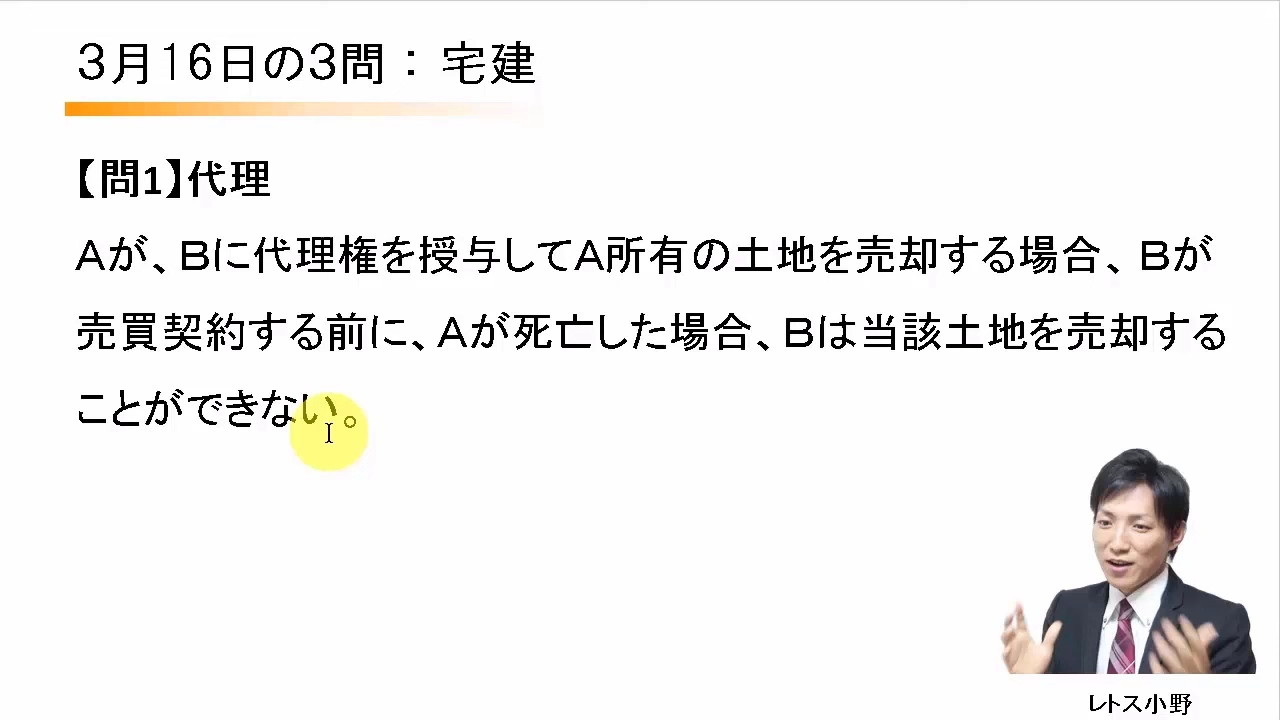 3月16日の3問：宅建
【問1】代理
Ａが、Ｂに代理権を授与してＡ所有の土地を売却する場合、Ｂが
売買契約する前に、Ａが死亡した場合、Ｂは当該土地を売却する
ことができない。
レトス小野